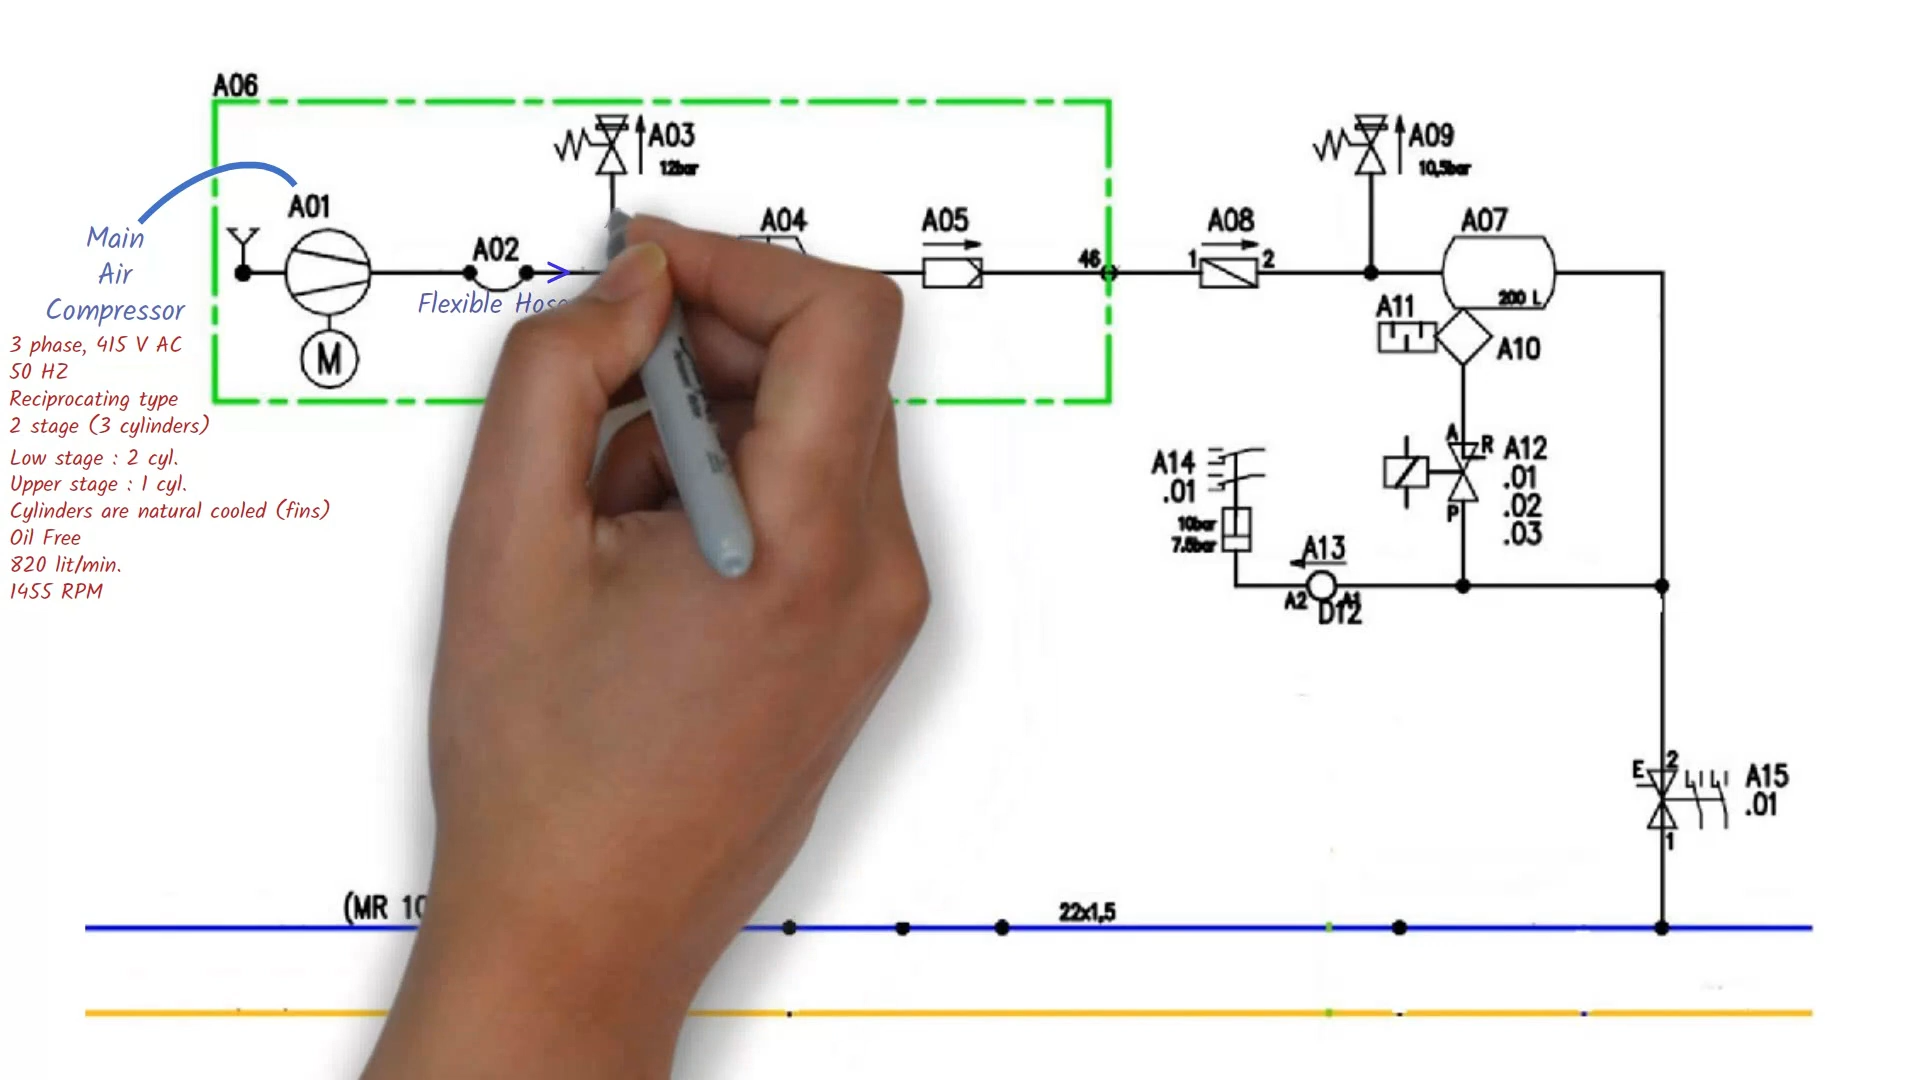 A06
A03
12bar
A09
10,5bar
A01
A02
A04
A05
A08
A07
46
1
2
200 L
Main
Air
Compressor
Flexible Hose
M
A11
A10
3 phase, 415 V AC
50 HZ
Reciprocating type
2 stage (3 cylinders)
Low stage : 2 cyl.
Upper stage : 1 cyl.
Cylinders are natural cooled (fins)
Oil Free
820 lit/min.
1455 RPM
A
R
A12
.01
.02
.03
P
A14
.01
10bar
7.5bar
A13
A2
A1
D12
E
2
A15
.01
1
(MR 10
22x1,5